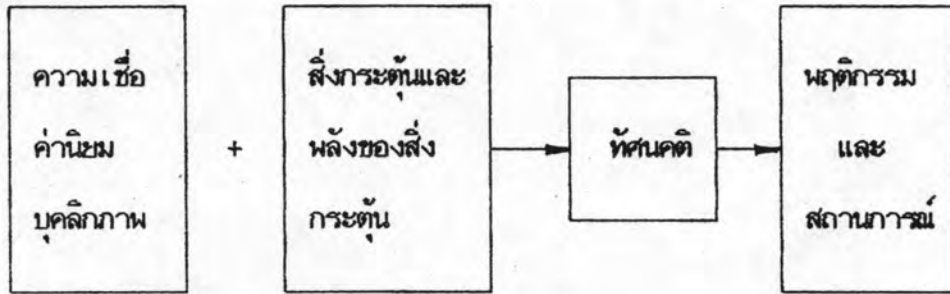 ความเชื่อ
ค่านิยม
บุคลิกภาพ
+
สิ่งกระตุ้นและ
พลังของสิ่ง
กระตุ้น
ทัศนคติ
พฤติกรรม
และ
สถานการณ์